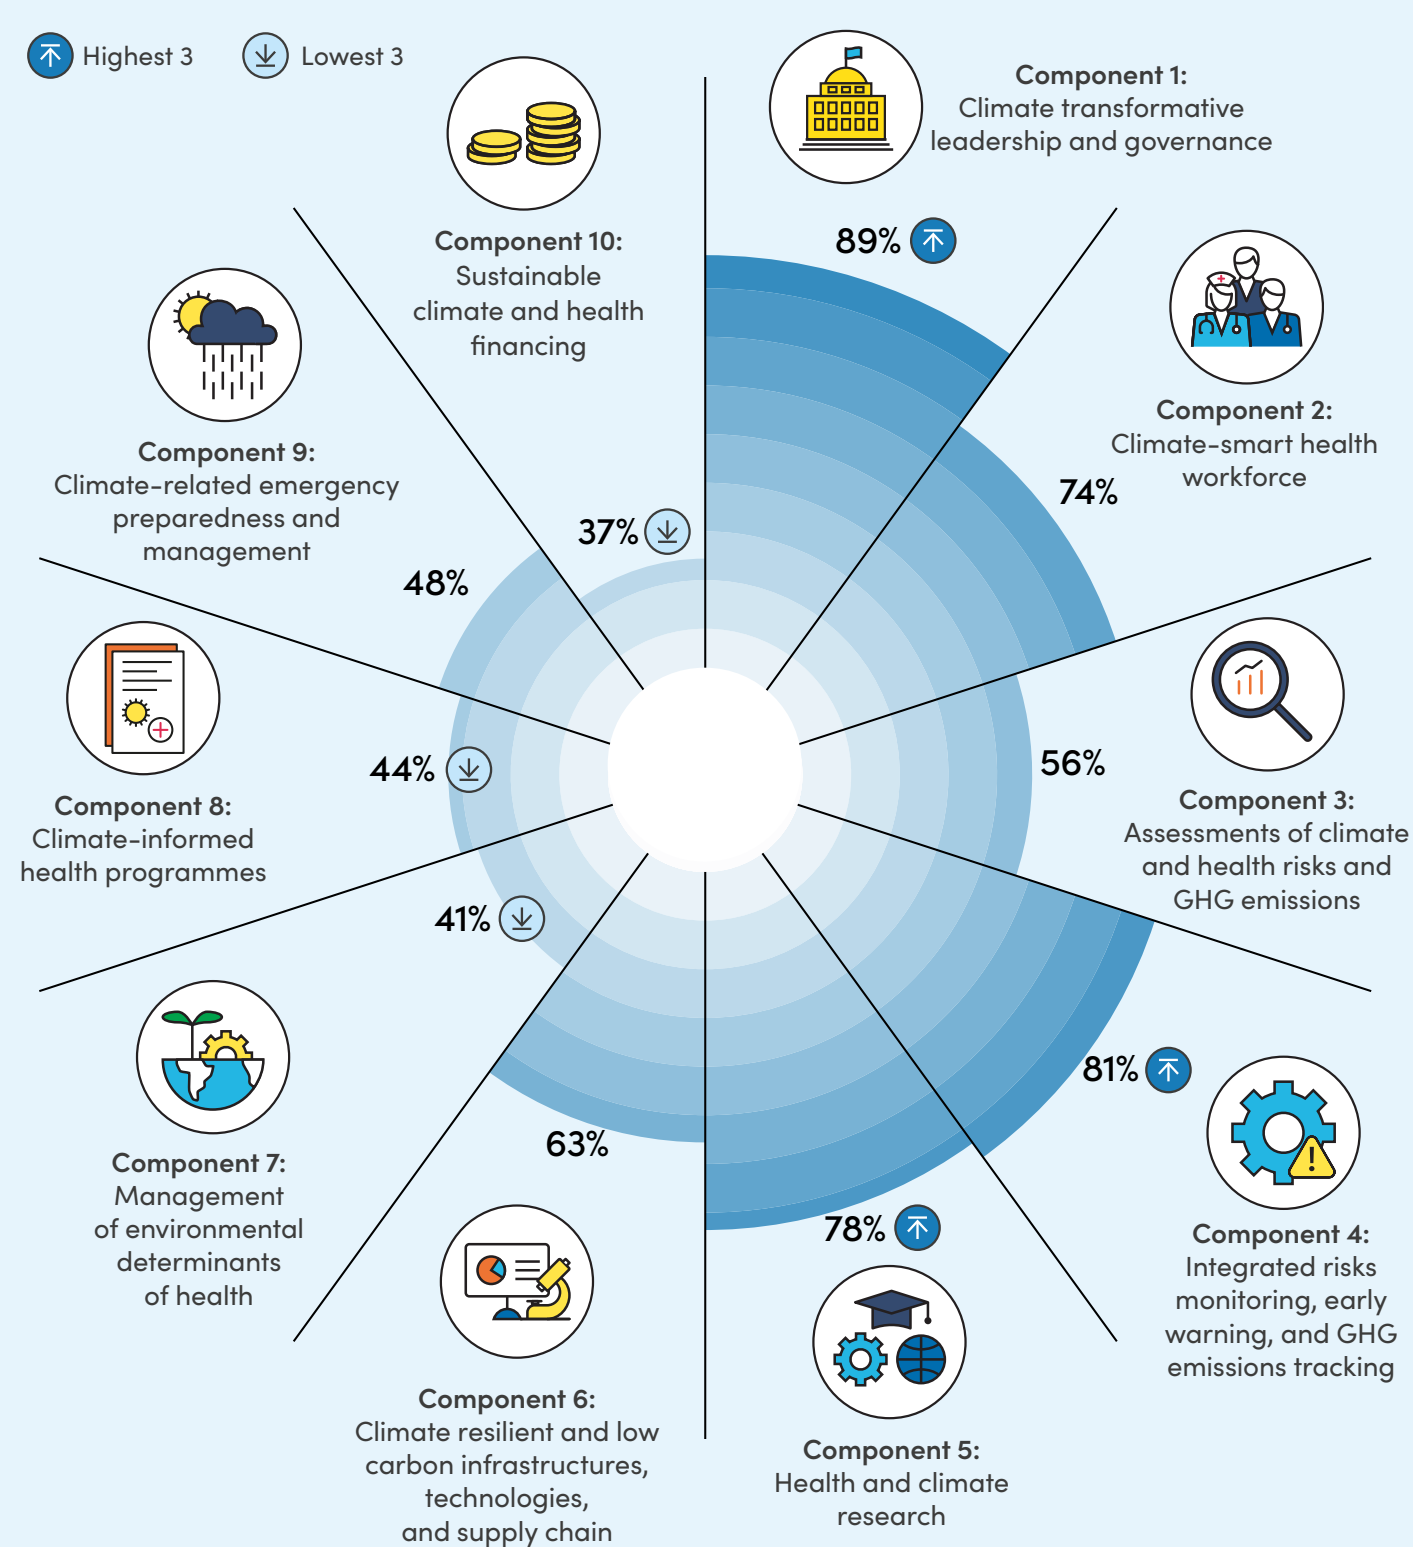 Highest 3
Lowest 3
Component 1:
Climate transformative
leadership and governance
89%
Component 2:
Climate-smart health
workforce
74%
Component 3:
Assessments of climate
and health risks and
GHG emissions
56%
Component 4:
Integrated risks
monitoring, early
warning, and GHG
emissions tracking
81%
Component 5:
Health and climate
research
78%
Component 6:
Climate resilient and low
carbon infrastructures,
technologies,
and supply chain
63%
Component 7:
Management
of environmental
determinants
of health
41%
Component 8:
Climate-informed
health programmes
44%
Component 9:
Climate-related emergency
preparedness and
management
48%
Component 10:
Sustainable
climate and health
financing
37%